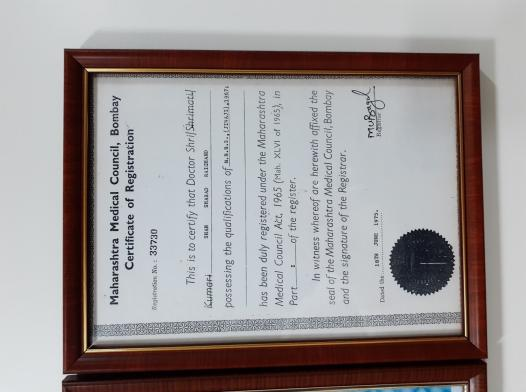 Maharashtra Medical Council, Bombay
Certificate of Registration
Registration No. : 33730
This is to certify that Doctor Shri/Shrimati/
Kumari SHAH SHARAD RAICHAND
possessing the qualifications of M.B.B.S.,
has been duly registered under the Maharashtra
Medical Council Act, 1965 (Mah. XLVI of 1965), in
Part I of the register.
In witness whereof are herewith affixed the
seal of the Maharashtra Medical Council, Bombay
and the signature of the Registrar.
Registrar
Dated the 18TH JUNE 1975.